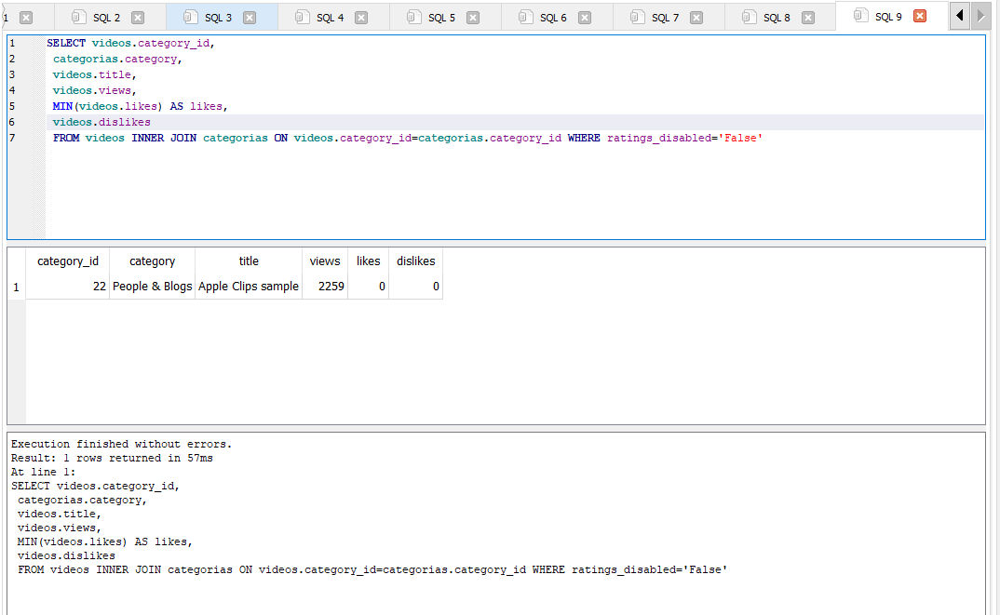 1 SQL 2 SQL 3 SQL 4 SQL 5 SQL 6 SQL 7 SQL 8 SQL 9
1 SELECT videos.category_id,
2 categorias.category,
3 videos.title,
4 videos.views,
5 MIN(videos.likes) AS likes,
6 videos.dislikes
7 FROM videos INNER JOIN categorias ON videos.category_id=categorias.category_id WHERE ratings_disabled='False'
category_id category title views likes dislikes
1 22 People & Blogs Apple Clips sample 2259 0 0
Execution finished without errors.
Result: 1 rows returned in 57ms
At line 1:
SELECT videos.category_id,
categorias.category,
videos.title,
videos.views,
MIN(videos.likes) AS likes,
videos.dislikes
FROM videos INNER JOIN categorias ON videos.category_id=categorias.category_id WHERE ratings_disabled='False'